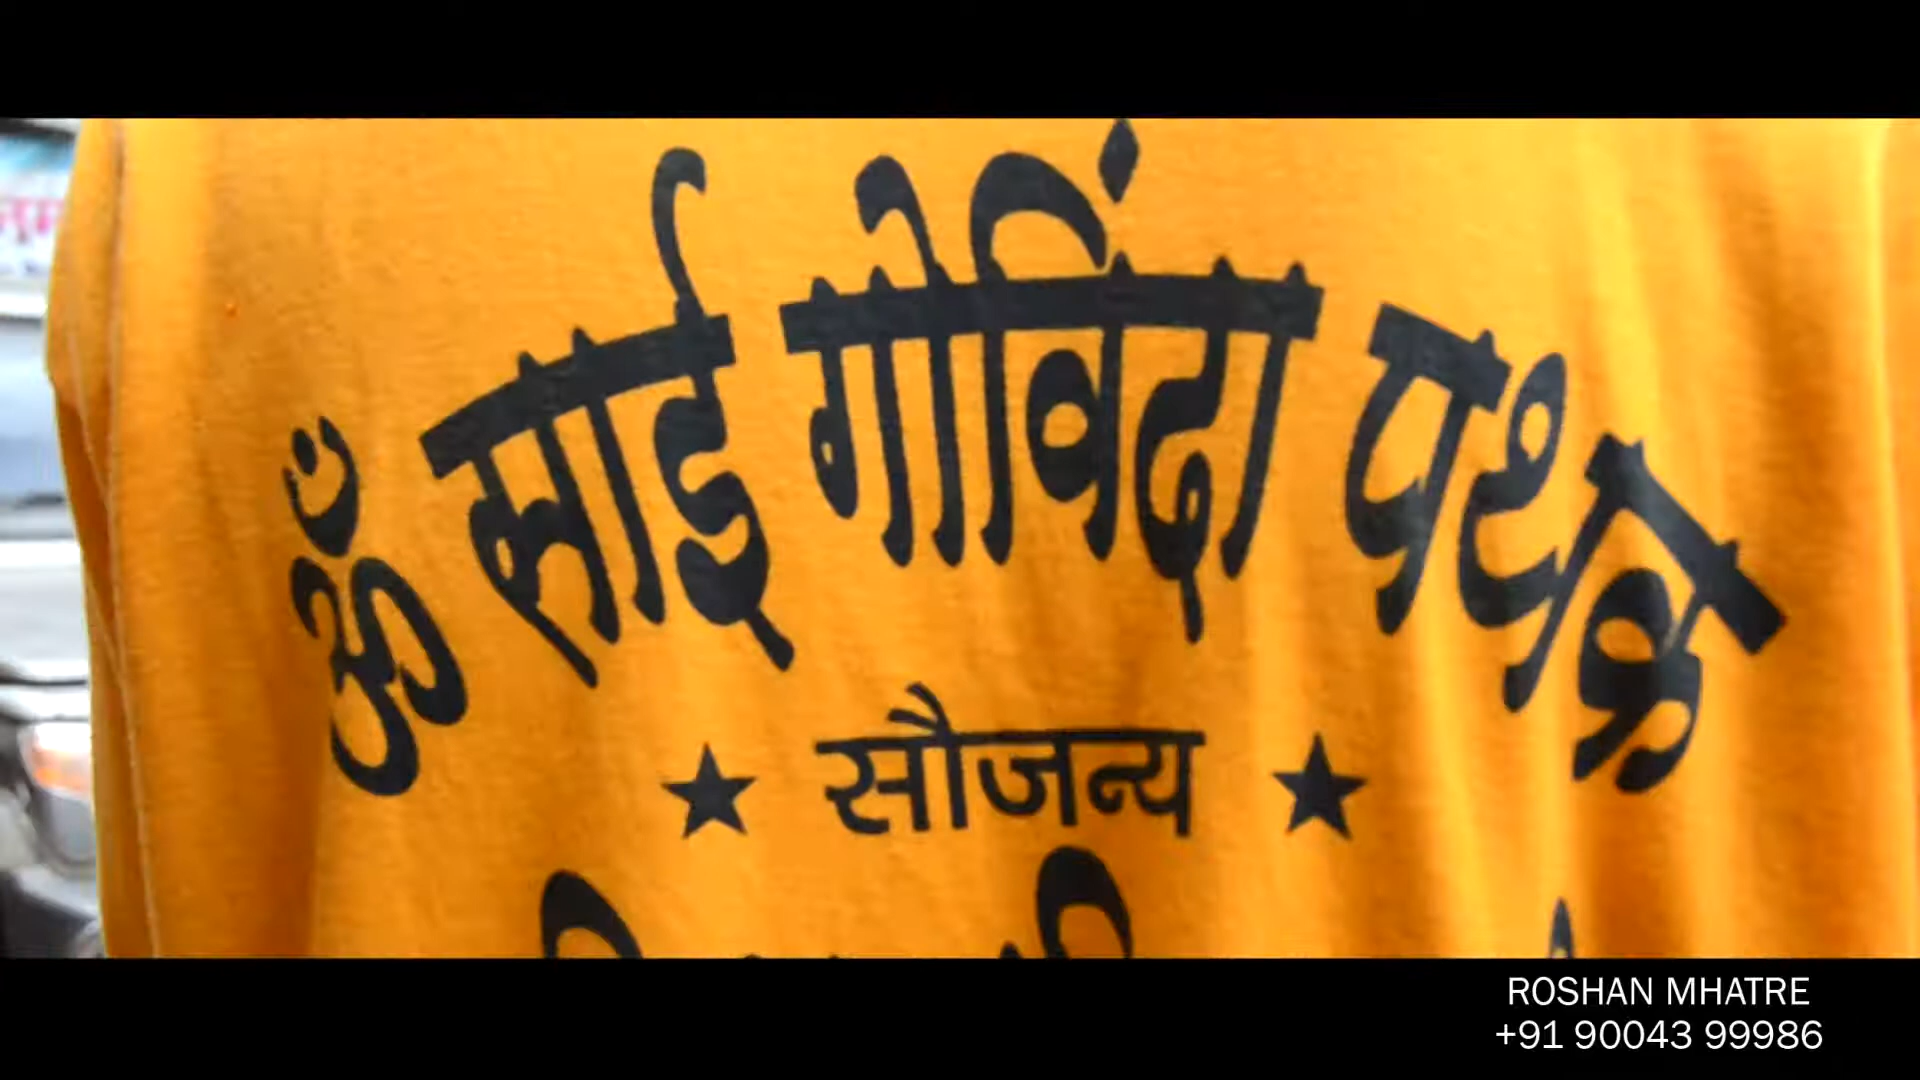 ॐ साई गोविंदा पथक
★ सौजन्य ★
ROSHAN MHATRE
+91 90043 99986